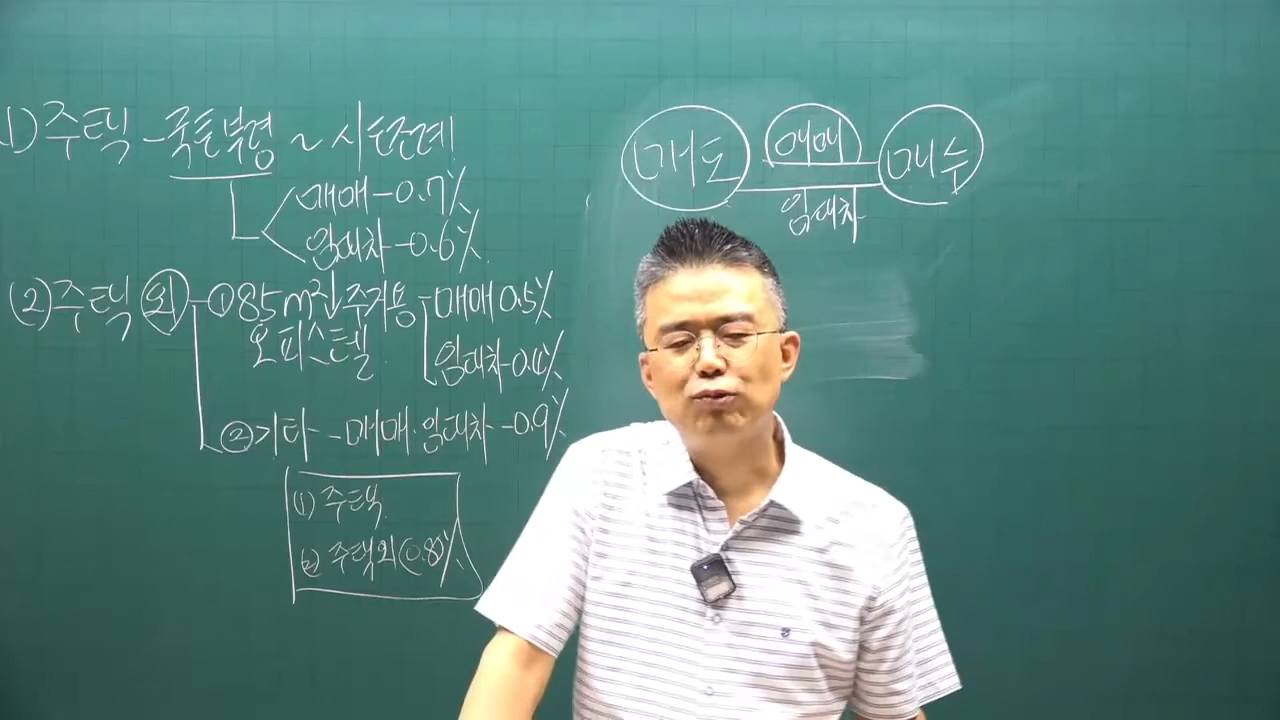 1) 주택 - 국토부령 ~ 시·도조례!
매매 - 0.7%
임대차 - 0.6%.
(2) 주택 외 - ① 85㎡ 주거용 - 매매 0.5%
오피스텔
임대차 - 0.4%
② 기타 - 매매·임대차 - 0.9%
(1) 주택
(2) 주택외 (0.8)%
매도 매매 매수
임대차